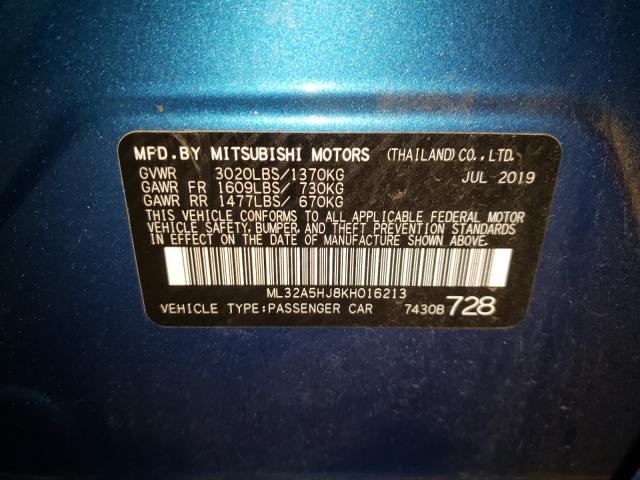 MFD. BY MITSUBISHI MOTORS (THAILAND) CO., LTD.
GVWR 3020LBS/1370KG JUL 2019
GAWR FR 1609LBS/ 730KG
GAWR RR 1477LBS/ 670KG
THIS VEHICLE CONFORMS TO ALL APPLICABLE FEDERAL MOTOR
VEHICLE SAFETY, BUMPER, AND THEFT PREVENTION STANDARDS
IN EFFECT ON THE DATE OF MANUFACTURE SHOWN ABOVE.
ML32A5HJ8KH016213
VEHICLE TYPE:PASSENGER CAR 7430B 728